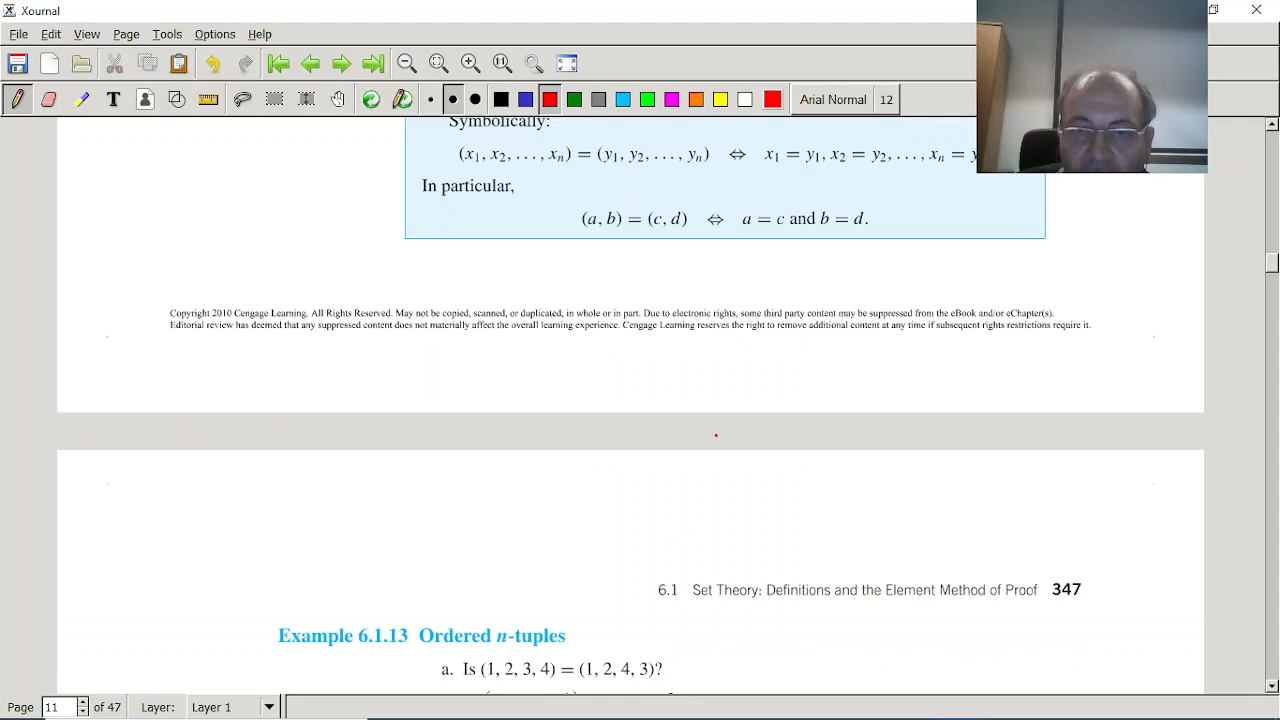 Xournal
File Edit View Page Tools Options Help
Arial Normal 12
Symbolically:
(x₁, x₂, . . . , xₙ) = (y₁, y₂, . . . , yₙ) ⇔ x₁ = y₁, x₂ = y₂, . . . , xₙ = y
In particular,
(a, b) = (c, d) ⇔ a = c and b = d.
Copyright 2010 Cengage Learning. All Rights Reserved. May not be copied, scanned, or duplicated, in whole or in part. Due to electronic rights, some third party content may be suppressed from the eBook and/or eChapter(s).
Editorial review has deemed that any suppressed content does not materially affect the overall learning experience. Cengage Learning reserves the right to remove additional content at any time if subsequent rights restrictions require it.
6.1 Set Theory: Definitions and the Element Method of Proof 347
Example 6.1.13 Ordered n-tuples
a. Is (1, 2, 3, 4) = (1, 2, 4, 3)?
Page 11 of 47 Layer: Layer 1